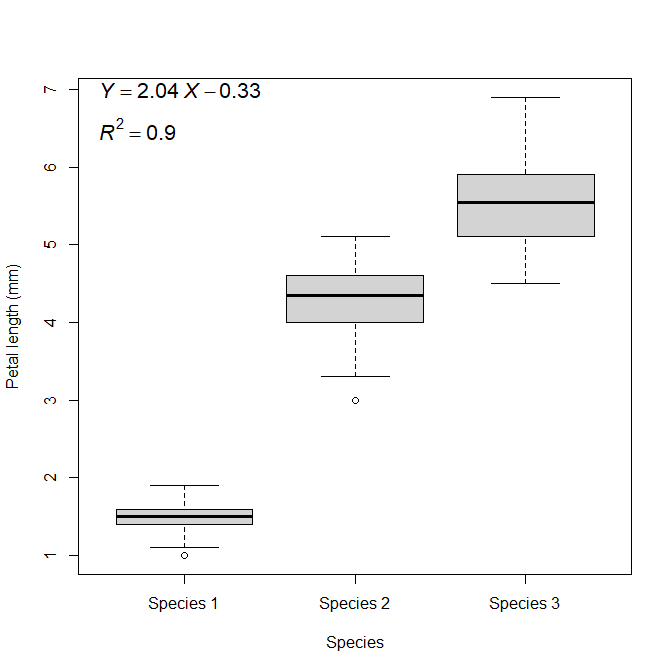 Y = 2.04 X − 0.33
R² = 0.9
7
6
5
4
3
2
1
Petal length (mm)
Species 1 Species 2 Species 3
Species